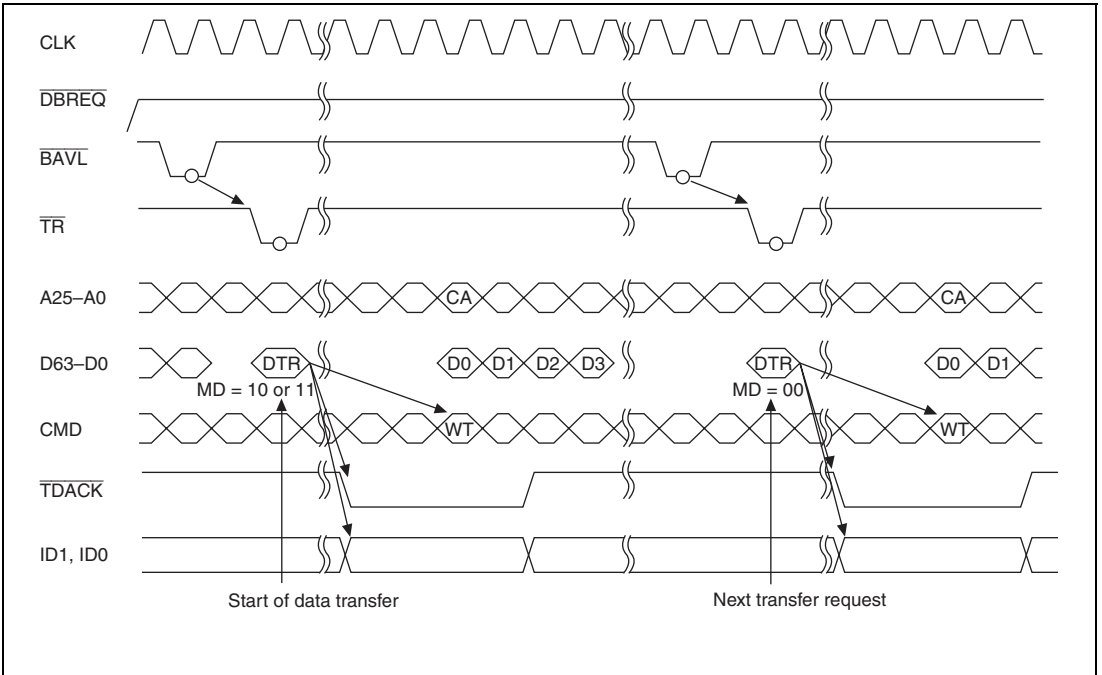 CLK
DBREQ
BAVL
TR
A25–A0 CA CA
D63–D0 DTR D0 D1 D2 D3 DTR D0 D1
MD = 10 or 11 MD = 00
CMD WT WT
TDACK
ID1, ID0
Start of data transfer Next transfer request